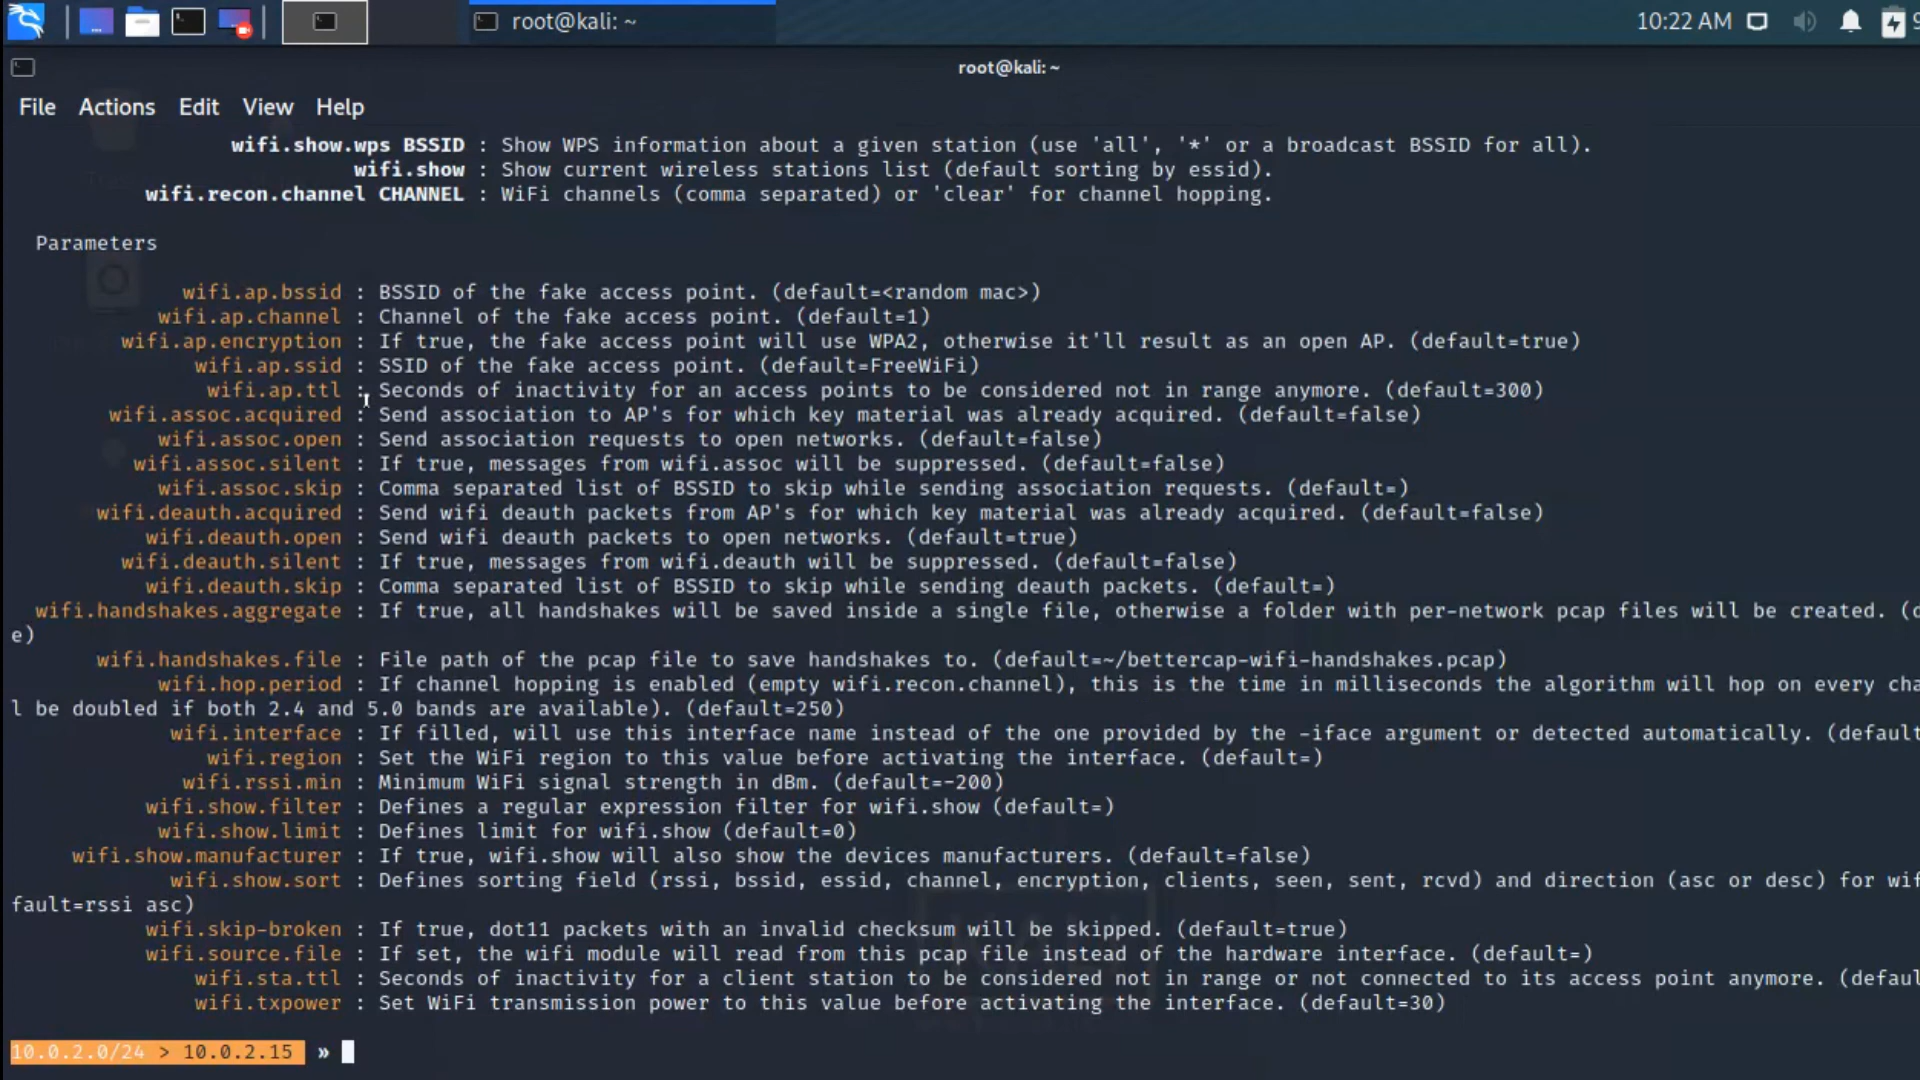 root@kali: ~
10:22 AM
root@kali: ~
File Actions Edit View Help
wifi.show.wps BSSID : Show WPS information about a given station (use 'all', '*' or a broadcast BSSID for all).
wifi.show : Show current wireless stations list (default sorting by essid).
wifi.recon.channel CHANNEL : WiFi channels (comma separated) or 'clear' for channel hopping.
Parameters
wifi.ap.bssid : BSSID of the fake access point. (default=<random mac>)
wifi.ap.channel : Channel of the fake access point. (default=1)
wifi.ap.encryption : If true, the fake access point will use WPA2, otherwise it'll result as an open AP. (default=true)
wifi.ap.ssid : SSID of the fake access point. (default=FreeWiFi)
wifi.ap.ttl : Seconds of inactivity for an access points to be considered not in range anymore. (default=300)
wifi.assoc.acquired : Send association to AP's for which key material was already acquired. (default=false)
wifi.assoc.open : Send association requests to open networks. (default=false)
wifi.assoc.silent : If true, messages from wifi.assoc will be suppressed. (default=false)
wifi.assoc.skip : Comma separated list of BSSID to skip while sending association requests. (default=)
wifi.deauth.acquired : Send wifi deauth packets from AP's for which key material was already acquired. (default=false)
wifi.deauth.open : Send wifi deauth packets to open networks. (default=true)
wifi.deauth.silent : If true, messages from wifi.deauth will be suppressed. (default=false)
wifi.deauth.skip : Comma separated list of BSSID to skip while sending deauth packets. (default=)
wifi.handshakes.aggregate : If true, all handshakes will be saved inside a single file, otherwise a folder with per-network pcap files will be created. (
e)
wifi.handshakes.file : File path of the pcap file to save handshakes to. (default=~/bettercap-wifi-handshakes.pcap)
wifi.hop.period : If channel hopping is enabled (empty wifi.recon.channel), this is the time in milliseconds the algorithm will hop on every cha
l be doubled if both 2.4 and 5.0 bands are available). (default=250)
wifi.interface : If filled, will use this interface name instead of the one provided by the -iface argument or detected automatically. (default
wifi.region : Set the WiFi region to this value before activating the interface. (default=)
wifi.rssi.min : Minimum WiFi signal strength in dBm. (default=-200)
wifi.show.filter : Defines a regular expression filter for wifi.show (default=)
wifi.show.limit : Defines limit for wifi.show (default=0)
wifi.show.manufacturer : If true, wifi.show will also show the devices manufacturers. (default=false)
wifi.show.sort : Defines sorting field (rssi, bssid, essid, channel, encryption, clients, seen, sent, rcvd) and direction (asc or desc) for wif
fault=rssi asc)
wifi.skip-broken : If true, dot11 packets with an invalid checksum will be skipped. (default=true)
wifi.source.file : If set, the wifi module will read from this pcap file instead of the hardware interface. (default=)
wifi.sta.ttl : Seconds of inactivity for a client station to be considered not in range or not connected to its access point anymore. (defaul
wifi.txpower : Set WiFi transmission power to this value before activating the interface. (default=30)
10.0.2.0/24 > 10.0.2.15 »